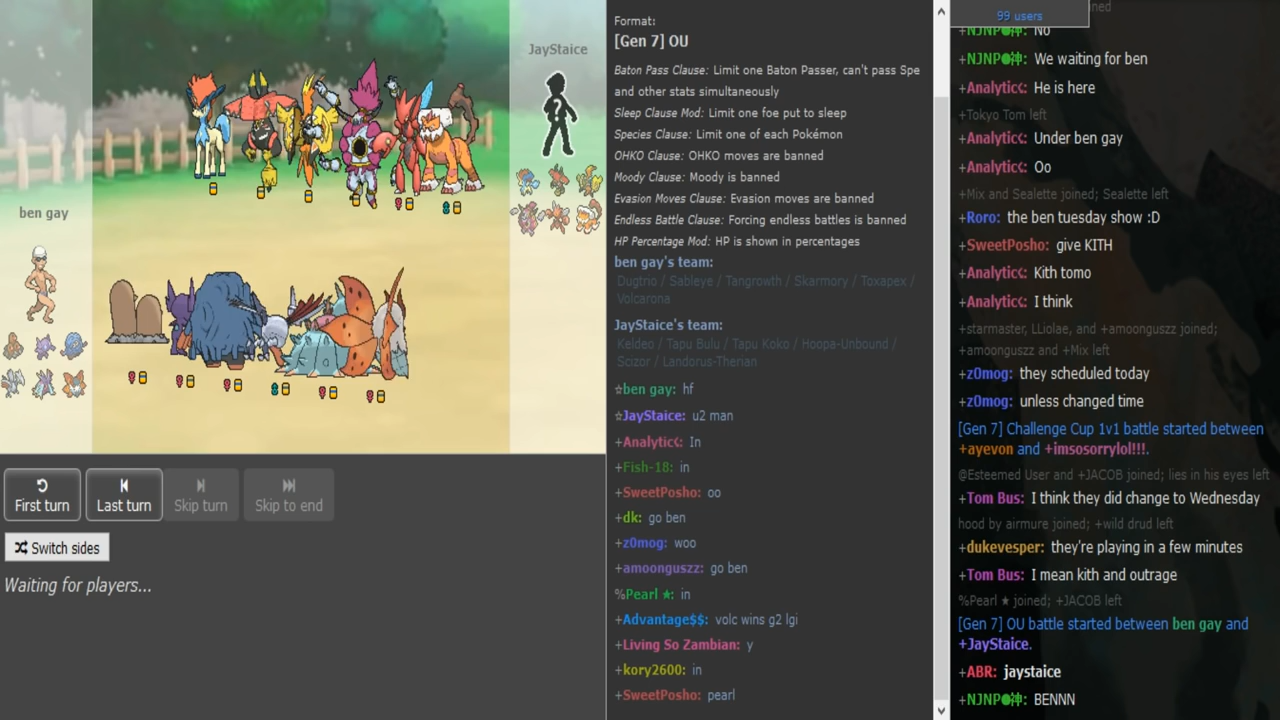 JayStaice
ben gay
First turn
Last turn
Skip turn
Skip to end
Switch sides
Waiting for players...
Format:
[Gen 7] OU
Baton Pass Clause: Limit one Baton Passer, can't pass Spe
and other stats simultaneously
Sleep Clause Mod: Limit one foe put to sleep
Species Clause: Limit one of each Pokémon
OHKO Clause: OHKO moves are banned
Moody Clause: Moody is banned
Evasion Moves Clause: Evasion moves are banned
Endless Battle Clause: Forcing endless battles is banned
HP Percentage Mod: HP is shown in percentages
ben gay's team:
Dugtrio / Sableye / Tangrowth / Skarmory / Toxapex /
Volcarona
JayStaice's team:
Keldeo / Tapu Bulu / Tapu Koko / Hoopa-Unbound /
Scizor / Landorus-Therian
☆ben gay: hf
☆JayStaice: u2 man
+Analytic☾: In
+Fish-18: in
+SweetPosho: oo
+dk: go ben
+z0mog: woo
+amoonguszz: go ben
%Pearl ★: in
+Advantage$$: volc wins g2 lgi
+Living So Zambian: y
+kory2600: in
+SweetPosho: pearl
99 users
+NJNP●神: No
+NJNP●神: We waiting for ben
+Analytic☾: He is here
+Tokyo Tom left
+Analytic☾: Under ben gay
+Analytic☾: Oo
+Mix and Sealette joined; Sealette left
+Roro: the ben tuesday show :D
+SweetPosho: give KITH
+Analytic☾: Kith tomo
+Analytic☾: I think
+starmaster, LLiolae, and +amoonguszz joined;
+amoonguszz and +Mix left
+z0mog: they scheduled today
+z0mog: unless changed time
[Gen 7] Challenge Cup 1v1 battle started between
+ayevon and +imsosorrylol!!!.
@Esteemed User and +JACOB joined; lies in his eyes left
+Tom Bus: I think they did change to Wednesday
hood by airmure joined; +wild drud left
+dukevesper: they're playing in a few minutes
+Tom Bus: I mean kith and outrage
%Pearl ★ joined; +JACOB left
[Gen 7] OU battle started between ben gay and
+JayStaice.
+ABR: jaystaice
+NJNP●神: BENNN